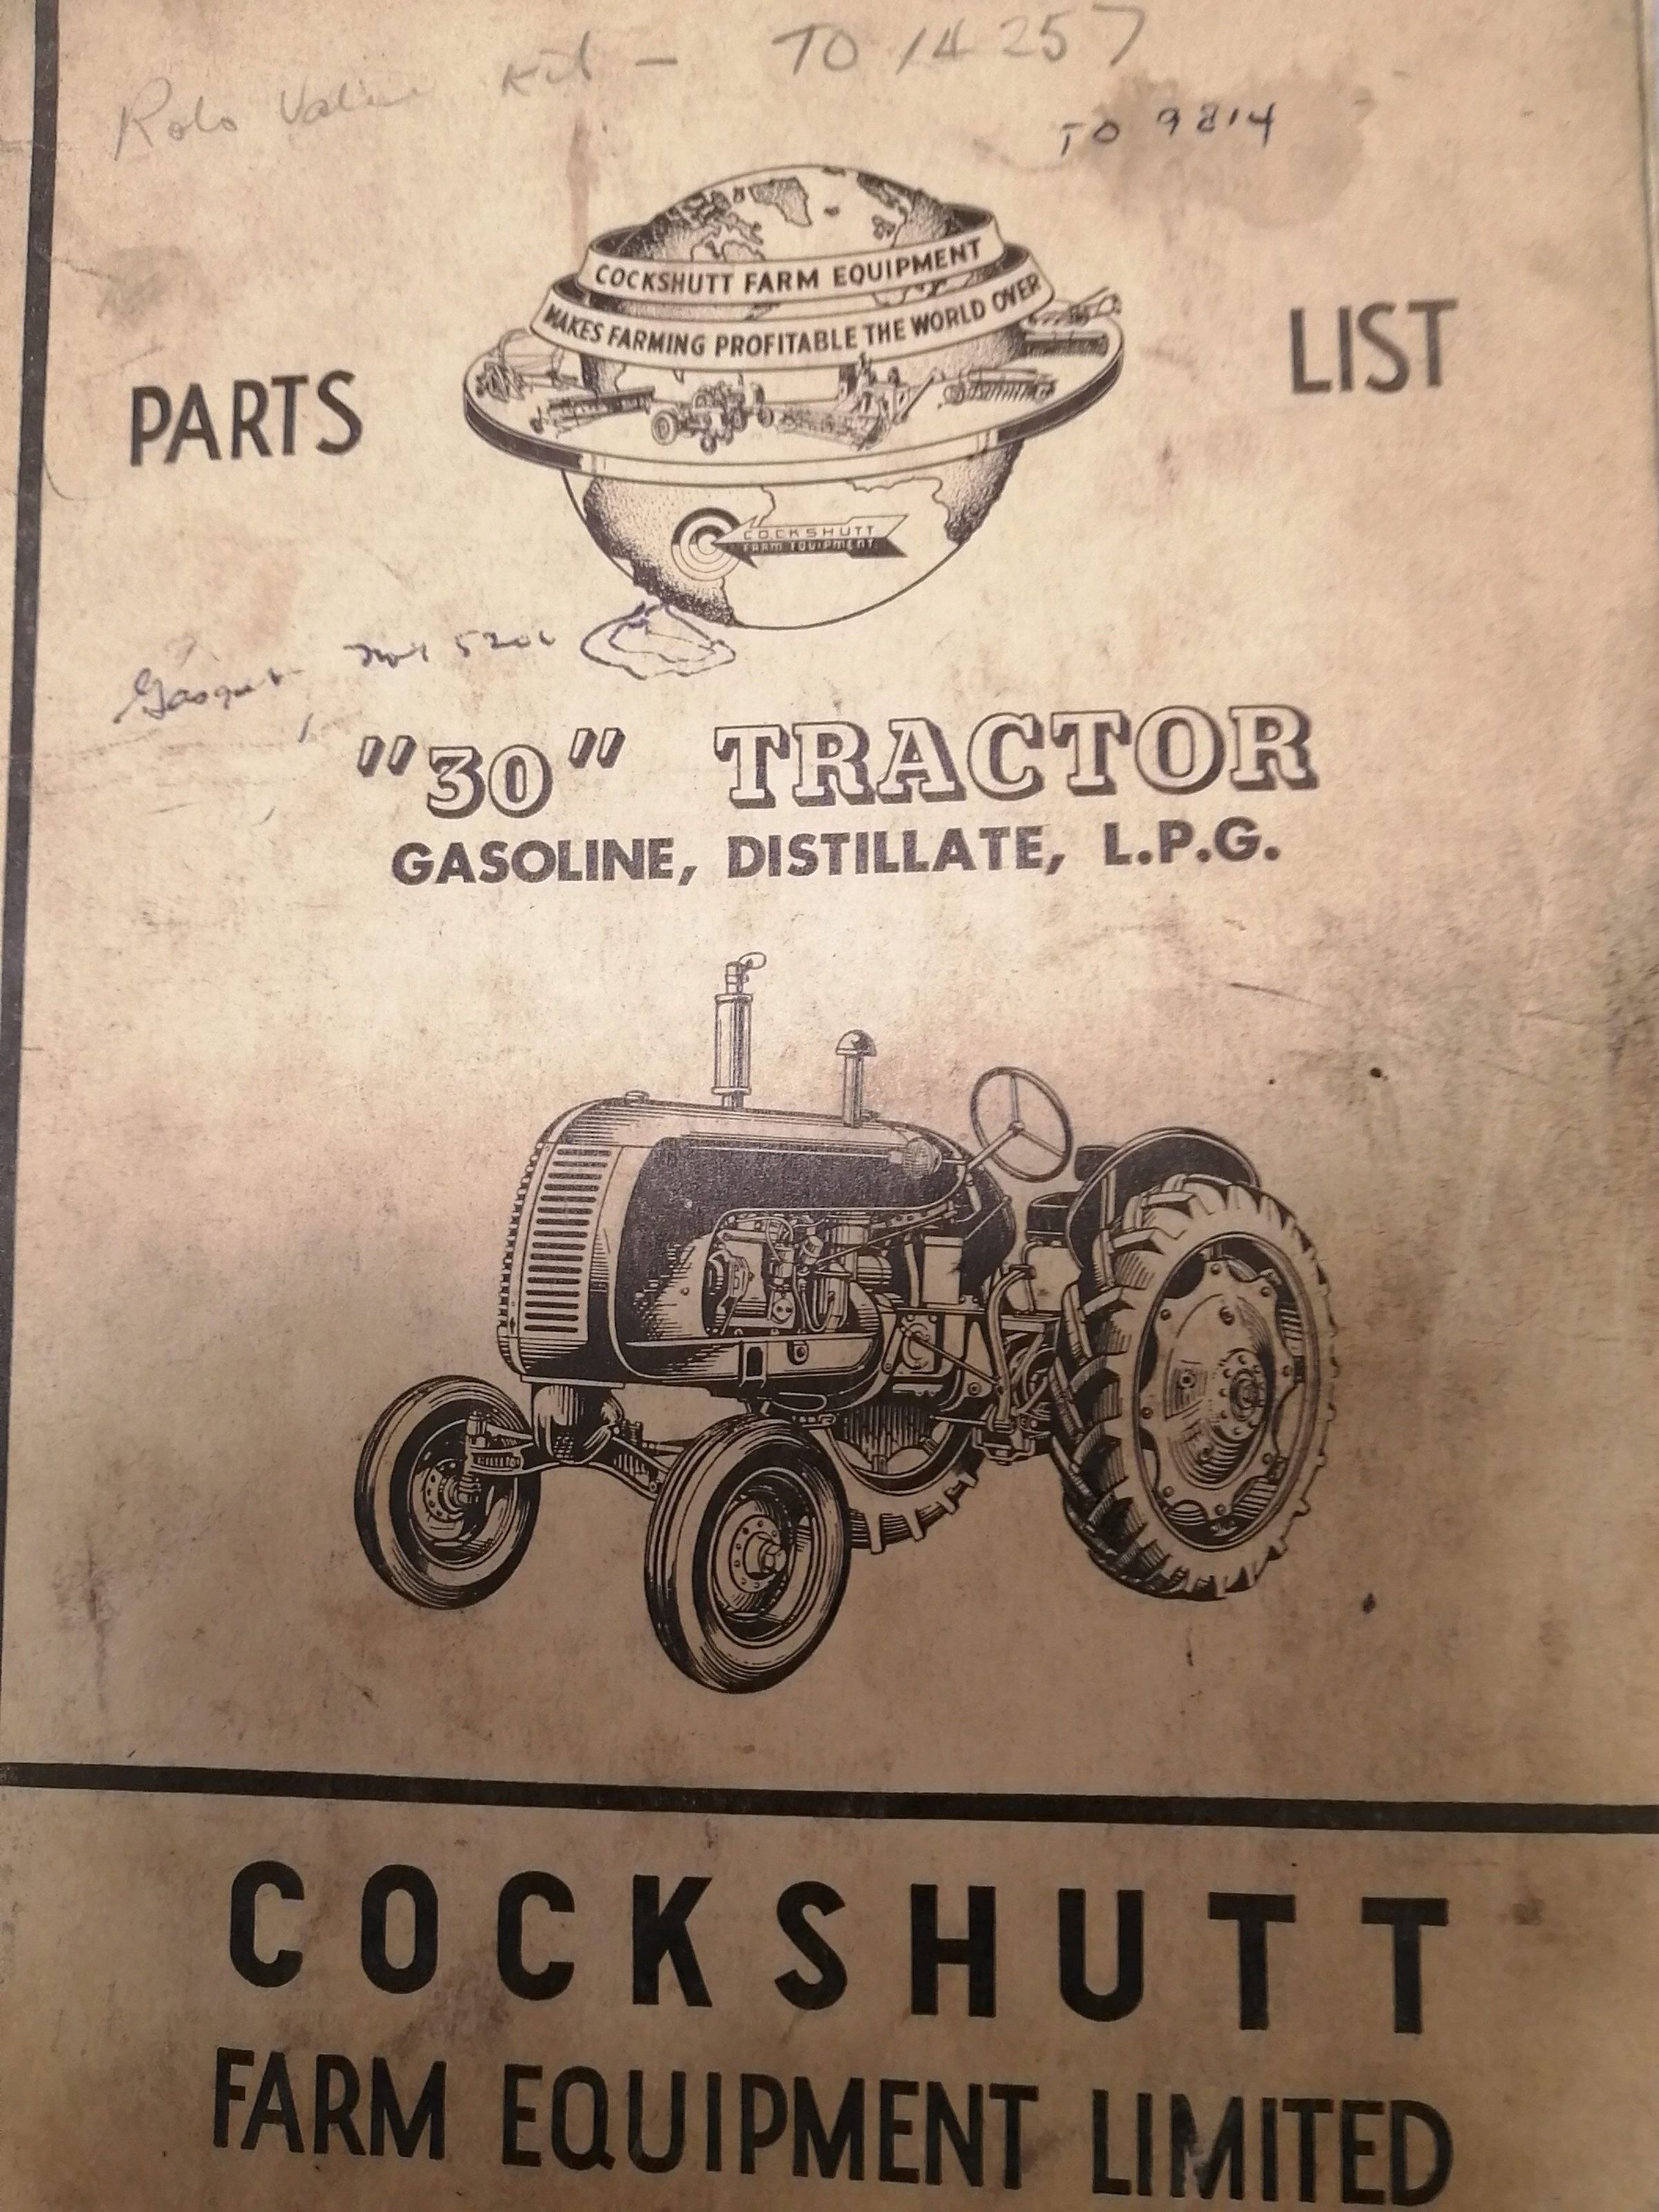 Roto Valve Kit - TO 14257
TO 9814
COCKSHUTT FARM EQUIPMENT
MAKES FARMING PROFITABLE THE WORLD OVER
PARTS LIST
COCKSHUTT
FARM EQUIPMENT
"30" TRACTOR
GASOLINE, DISTILLATE, L.P.G.
COCKSHUTT
FARM EQUIPMENT LIMITED